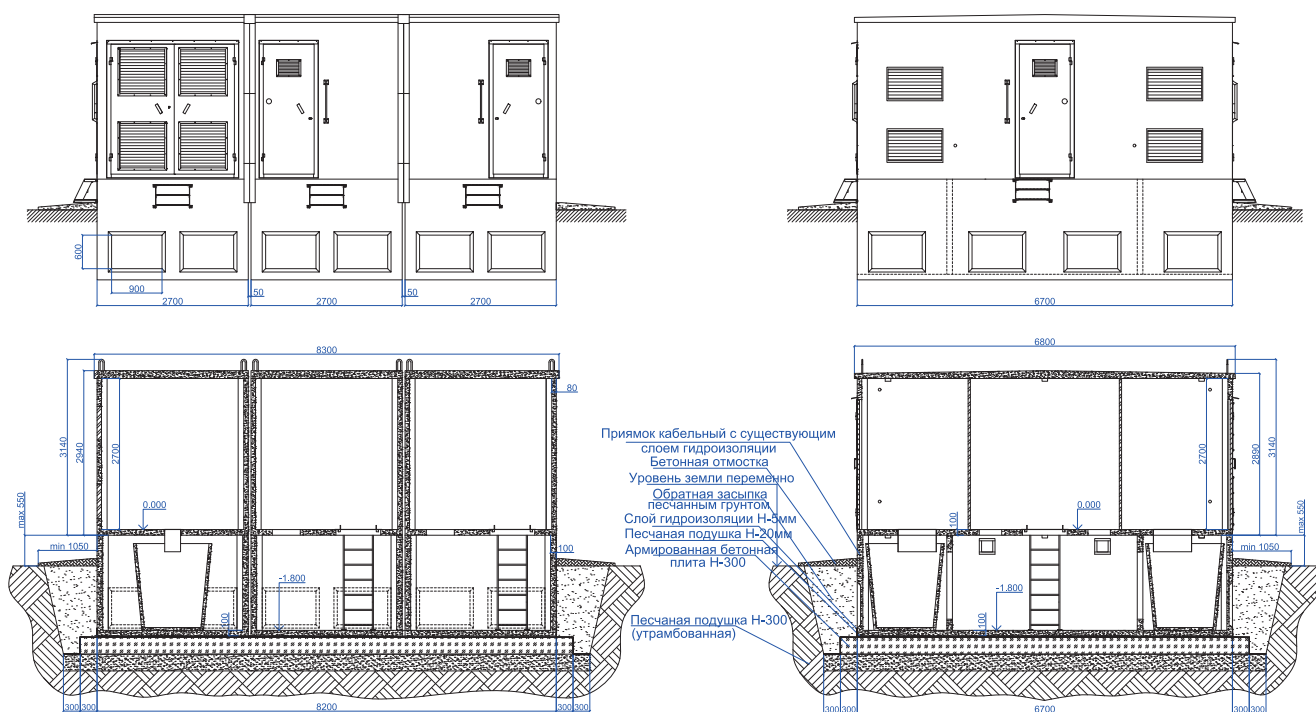 600
900
2700
50
2700
50
2700
6700
8300
80
3140
2940
2700
0.000
max 550
min 1050
100
-1.800
100
300
300
8200
300
300
Приямок кабельный с существующим
слоем гидроизоляции
Бетонная отмостка
Уровень земли переменно
Обратная засыпка
песчанным грунтом
Слой гидроизоляции Н-5мм
Песчаная подушка Н-20мм
Армированная бетонная
плита Н-300
Песчаная подушка Н-300
(утрамбованная)
6800
2700
2890
3140
0.000
100
max 550
min 1050
-1.800
100
300
300
6700
300
300